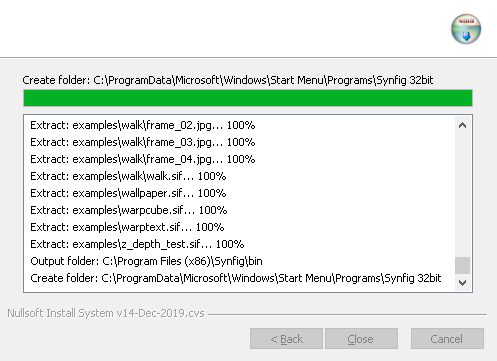 Create folder: C:\ProgramData\Microsoft\Windows\Start Menu\Programs\Synfig 32bit
Extract: examples\walk\frame_02.jpg... 100%
Extract: examples\walk\frame_03.jpg... 100%
Extract: examples\walk\frame_04.jpg... 100%
Extract: examples\walk\walk.sif... 100%
Extract: examples\wallpaper.sif... 100%
Extract: examples\warpcube.sif... 100%
Extract: examples\warptext.sif... 100%
Extract: examples\z_depth_test.sif... 100%
Output folder: C:\Program Files (x86)\Synfig\bin
Create folder: C:\ProgramData\Microsoft\Windows\Start Menu\Programs\Synfig 32bit
Nullsoft Install System v14-Dec-2019.cvs
< Back
Close
Cancel